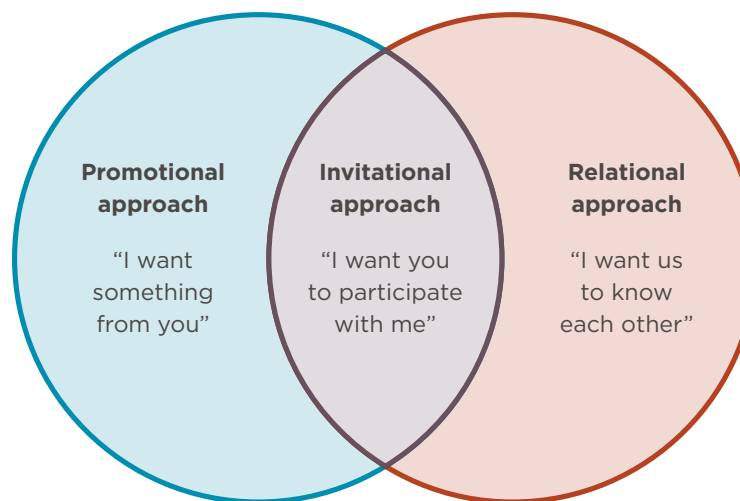 Promotional
approach
“I want
something
from you”
Invitational
approach
“I want you
to participate
with me”
Relational
approach
“I want us
to know
each other”